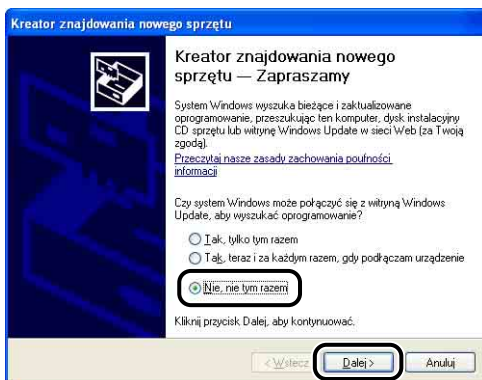 Kreator znajdowania nowego sprzętu
Kreator znajdowania nowego
sprzętu — Zapraszamy
System Windows wyszuka bieżące i zaktualizowane
oprogramowanie, przeszukując ten komputer, dysk instalacyjny
CD sprzętu lub witrynę Windows Update w sieci Web (za Twoją
zgodą).
Przeczytaj nasze zasady zachowania poufności
informacji
Czy system Windows może połączyć się z witryną Windows
Update, aby wyszukać oprogramowanie?
Tak, tylko tym razem
Tak, teraz i za każdym razem, gdy podłączam urządzenie
Nie, nie tym razem
Kliknij przycisk Dalej, aby kontynuować.
< Wstecz Dalej > Anuluj